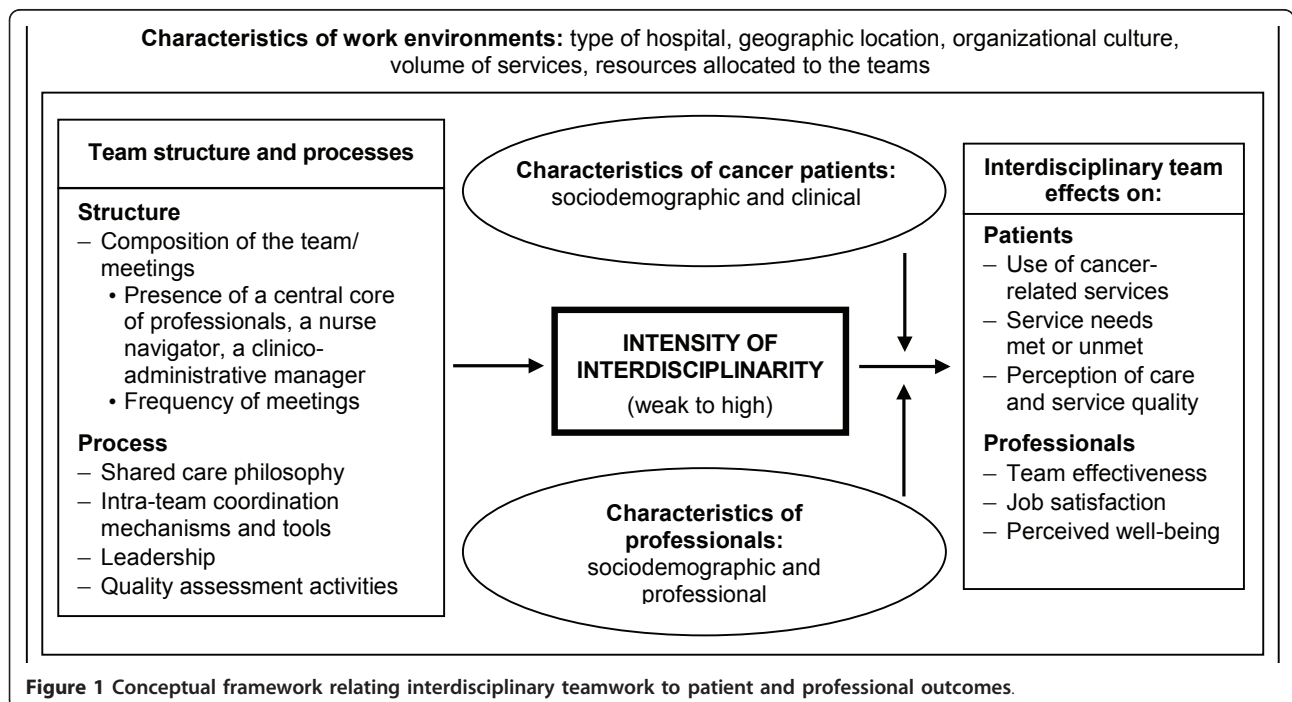 Characteristics of work environments: type of hospital, geographic location, organizational culture,
volume of services, resources allocated to the teams
Team structure and processes
Structure
– Composition of the team/
meetings
• Presence of a central core
of professionals, a nurse
navigator, a clinico-
administrative manager
• Frequency of meetings
Process
– Shared care philosophy
– Intra-team coordination
mechanisms and tools
– Leadership
– Quality assessment activities
Characteristics of cancer patients:
sociodemographic and clinical
INTENSITY OF
INTERDISCIPLINARITY
(weak to high)
Characteristics of
professionals:
sociodemographic and
professional
Interdisciplinary team
effects on:
Patients
– Use of cancer-
related services
– Service needs
met or unmet
– Perception of care
and service quality
Professionals
– Team effectiveness
– Job satisfaction
– Perceived well-being
Figure 1 Conceptual framework relating interdisciplinary teamwork to patient and professional outcomes.